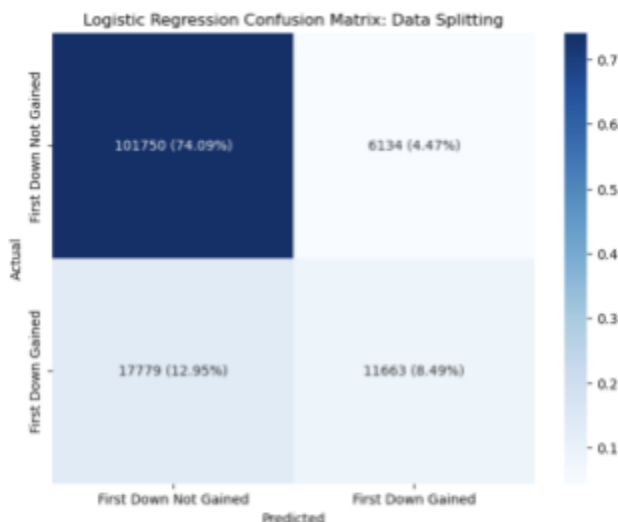 Logistic Regression Confusion Matrix: Data Splitting
First Down Not Gained
101750 (74.09%)
6134 (4.47%)
Actual
First Down Gained
17779 (12.95%)
11663 (8.49%)
First Down Not Gained
First Down Gained
Predicted
0.7
0.6
0.5
0.4
0.3
0.2
0.1